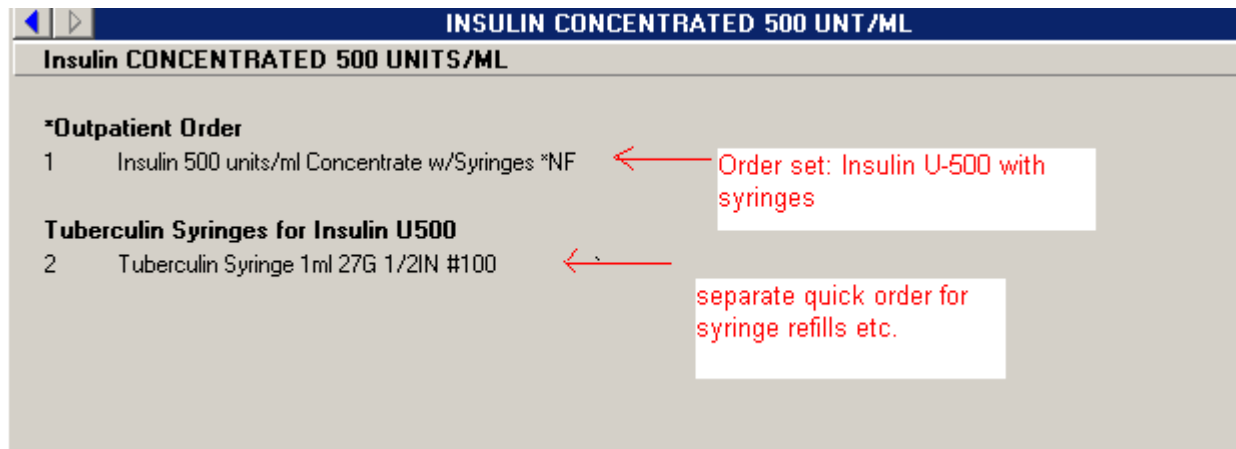 INSULIN CONCENTRATED 500 UNT/ML
Insulin CONCENTRATED 500 UNITS/ML
*Outpatient Order
1 Insulin 500 units/ml Concentrate w/Syringes *NF
Order set: Insulin U-500 with
syringes
Tuberculin Syringes for Insulin U500
2 Tuberculin Syringe 1ml 27G 1/2IN #100
separate quick order for
syringe refills etc.